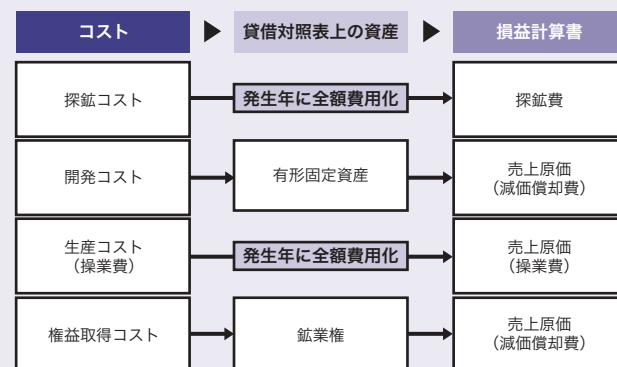 コスト
貸借対照表上の資産
損益計算書
探鉱コスト
発生年に全額費用化
探鉱費
開発コスト
有形固定資産
売上原価
(減価償却費)
生産コスト
(操業費)
発生年に全額費用化
売上原価
(操業費)
権益取得コスト
鉱業権
売上原価
(減価償却費)